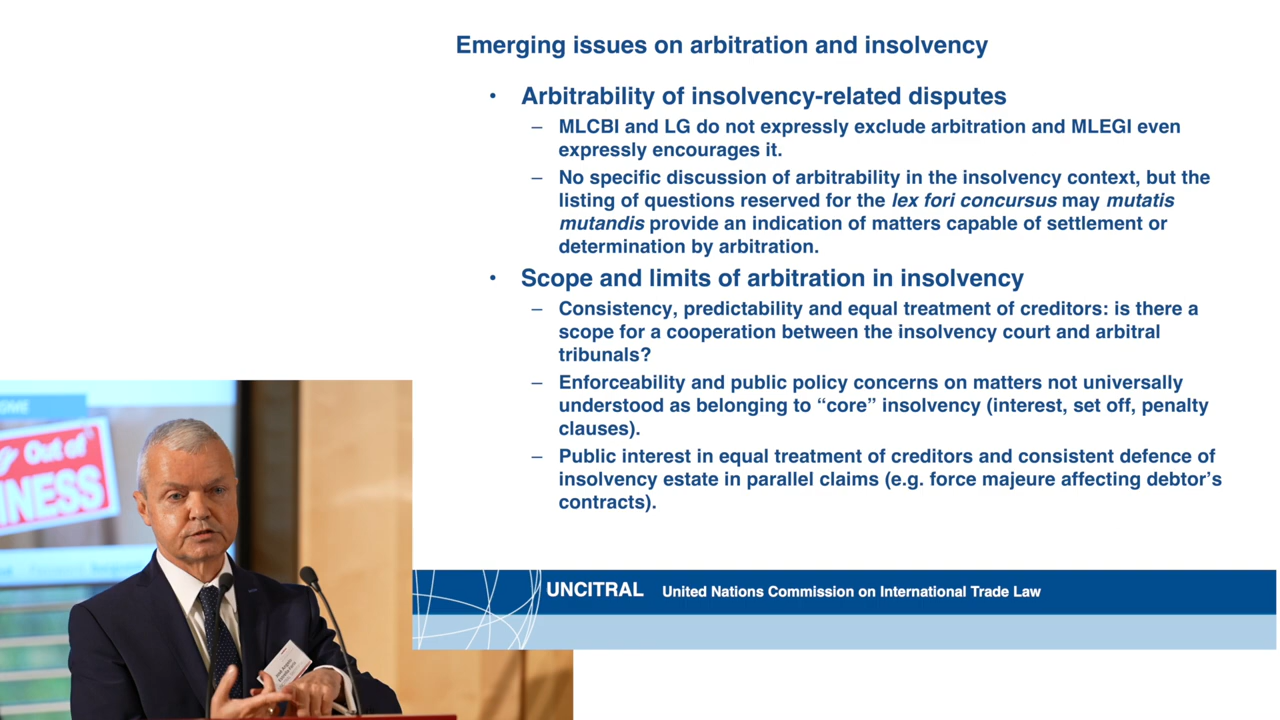 Emerging issues on arbitration and insolvency
• Arbitrability of insolvency-related disputes
– MLCBI and LG do not expressly exclude arbitration and MLEGI even
expressly encourages it.
– No specific discussion of arbitrability in the insolvency context, but the
listing of questions reserved for the lex fori concursus may mutatis
mutandis provide an indication of matters capable of settlement or
determination by arbitration.
• Scope and limits of arbitration in insolvency
– Consistency, predictability and equal treatment of creditors: is there a
scope for a cooperation between the insolvency court and arbitral
tribunals?
– Enforceability and public policy concerns on matters not universally
understood as belonging to “core” insolvency (interest, set off, penalty
clauses).
– Public interest in equal treatment of creditors and consistent defence of
insolvency estate in parallel claims (e.g. force majeure affecting debtor’s
contracts).
OME
Out of
INESS
UNCITRAL United Nations Commission on International Trade Law